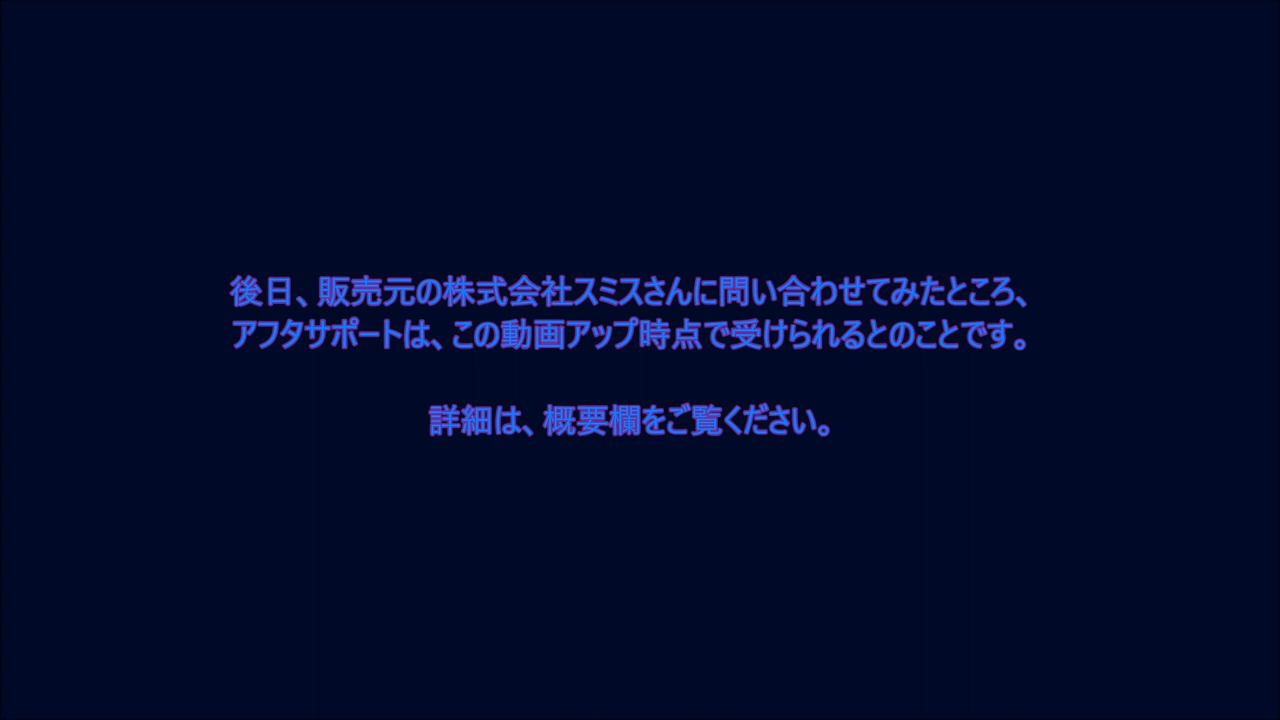 後日、販売元の株式会社スミスさんに問い合わせてみたところ、
アフタサポートは、この動画アップ時点で受けられるとのことです。
詳細は、概要欄をご覧ください。